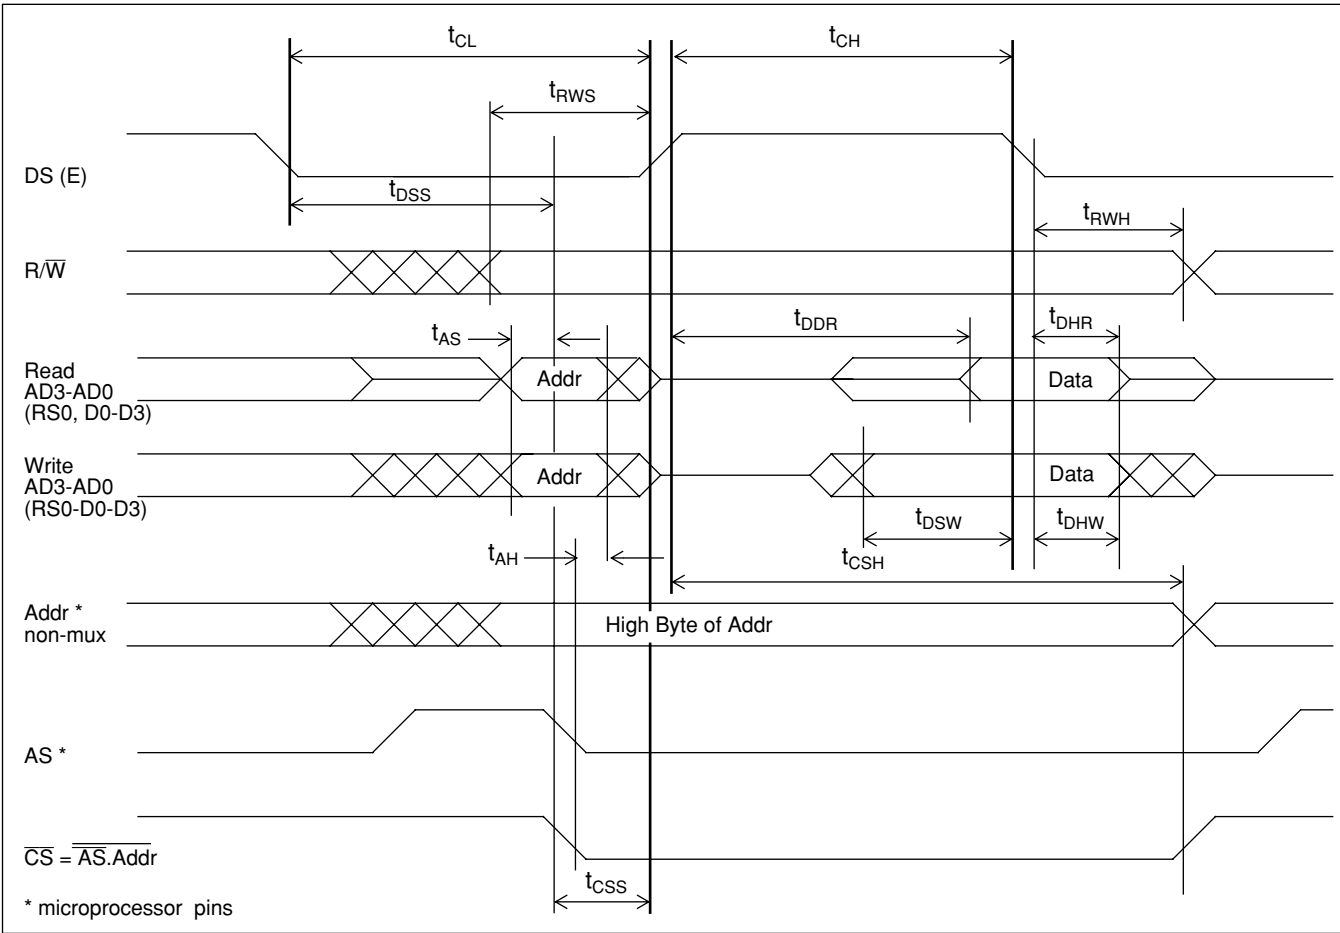 tCL
tCH
tRWS
DS (E)
tDSS
tRWH
R/W̅
tAS
tDDR
tDHR
Read
AD3-AD0
(RS0, D0-D3)
Addr
Data
Write
AD3-AD0
(RS0-D0-D3)
Addr
Data
tDSW
tDHW
tAH
tCSH
Addr *
non-mux
High Byte of Addr
AS *
C̅S̅ = A̅S̅.Addr
tCSS
* microprocessor pins